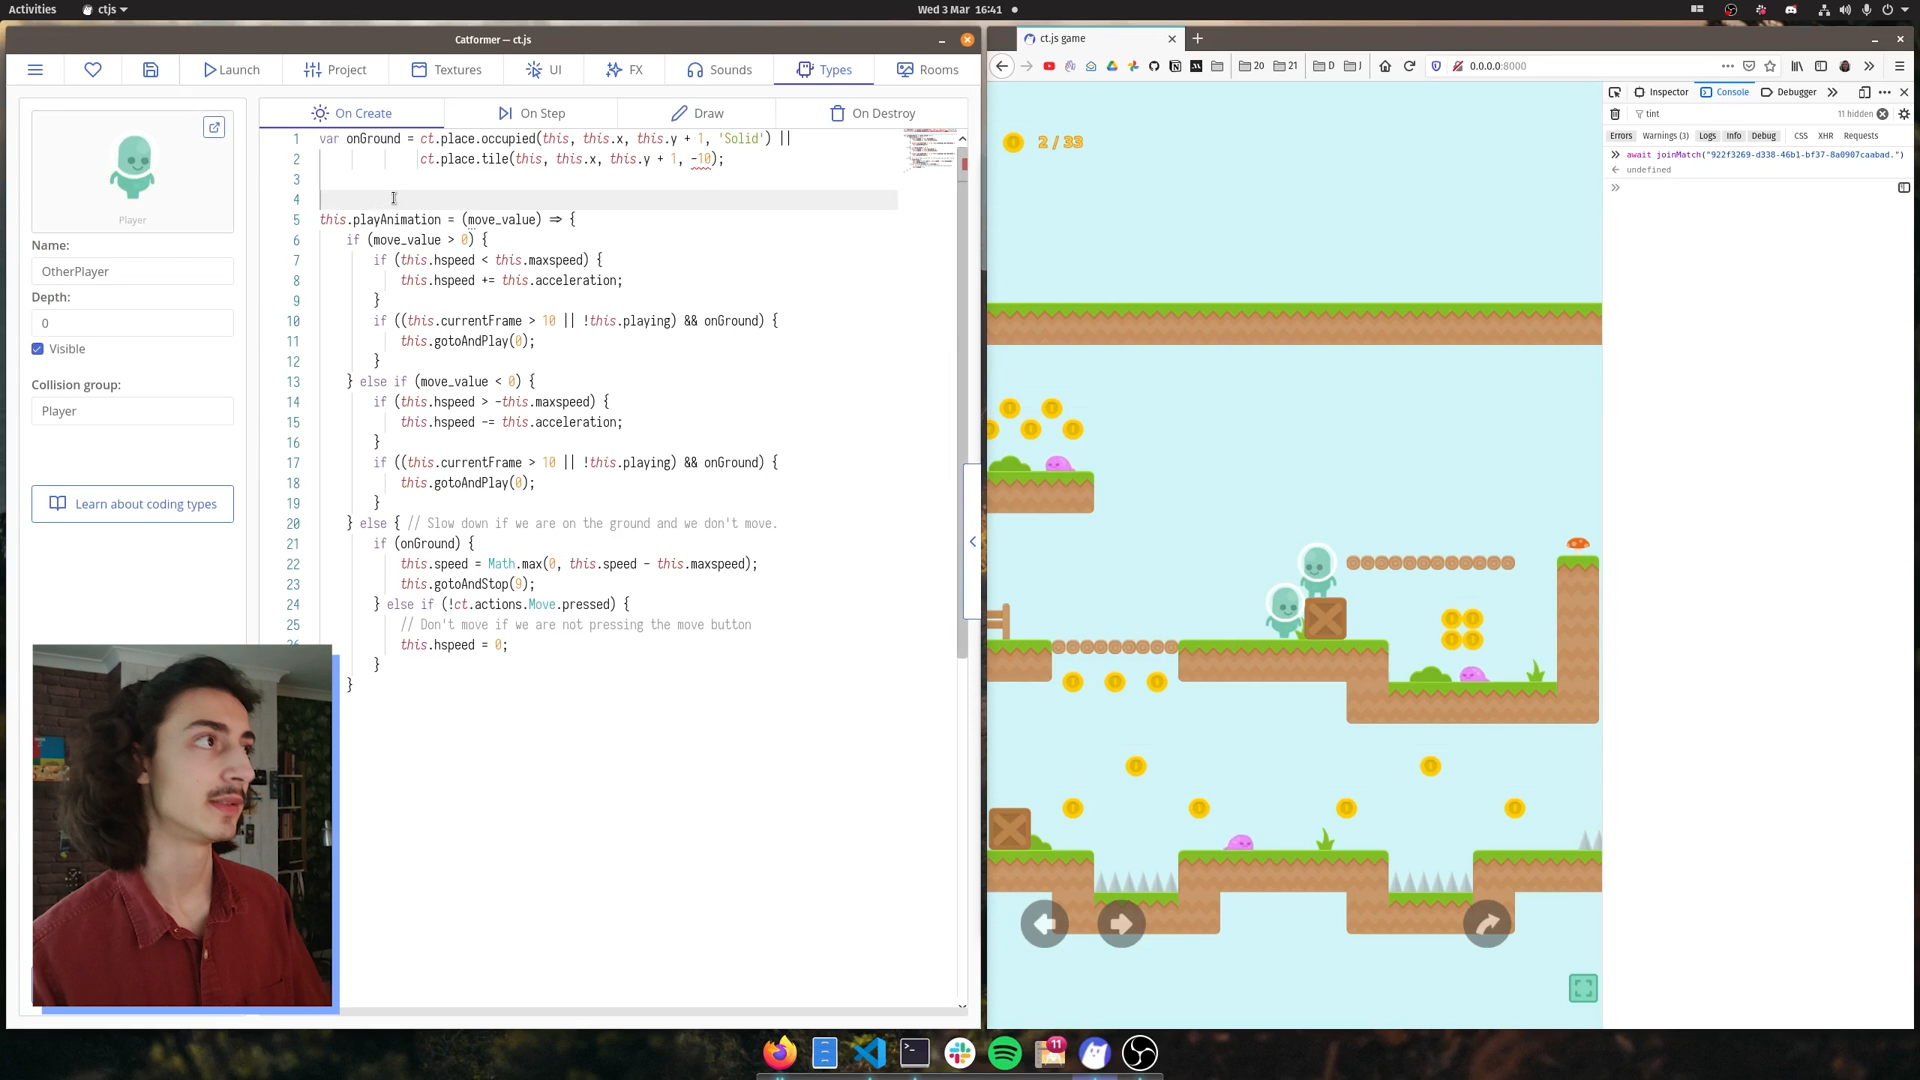 Activities
ctjs
Wed 3 Mar 16:41
Catformer — ct.js
Launch
Project
Textures
UI
FX
Sounds
Types
Rooms
Player
Name:
OtherPlayer
Depth:
0
Visible
Collision group:
Player
Learn about coding types
On Create
On Step
Draw
On Destroy
1 var onGround = ct.place.occupied(this, this.x, this.y + 1, 'Solid') ||
2 ct.place.tile(this, this.x, this.y + 1, -10);
3
4
5 this.playAnimation = (move_value) => {
6 if (move_value > 0) {
7 if (this.hspeed < this.maxspeed) {
8 this.hspeed += this.acceleration;
9 }
10 if ((this.currentFrame > 10 || !this.playing) && onGround) {
11 this.gotoAndPlay(0);
12 }
13 } else if (move_value < 0) {
14 if (this.hspeed > -this.maxspeed) {
15 this.hspeed -= this.acceleration;
16 }
17 if ((this.currentFrame > 10 || !this.playing) && onGround) {
18 this.gotoAndPlay(0);
19 }
20 } else { // Slow down if we are on the ground and we don't move.
21 if (onGround) {
22 this.speed = Math.max(0, this.speed - this.maxspeed);
23 this.gotoAndStop(9);
24 } else if (!ct.actions.Move.pressed) {
25 // Don't move if we are not pressing the move button
this.hspeed = 0;
}
}
ct.js game
20
21
D
J
0.0.0.0:8000
2 / 33
Inspector
Console
Debugger
tint
11 hidden
Errors
Warnings (3)
Logs
Info
Debug
CSS
XHR
Requests
await joinMatch("922f3269-d338-46b1-bf37-8a0907caabad.")
undefined
11